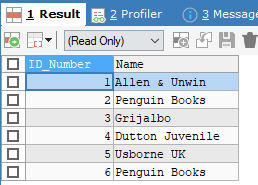 1 Result 2 Profiler 3 Message
(Read Only)
ID_Number Name
1 Allen & Unwin
2 Penguin Books
3 Grijalbo
4 Dutton Juvenile
5 Usborne UK
6 Penguin Books